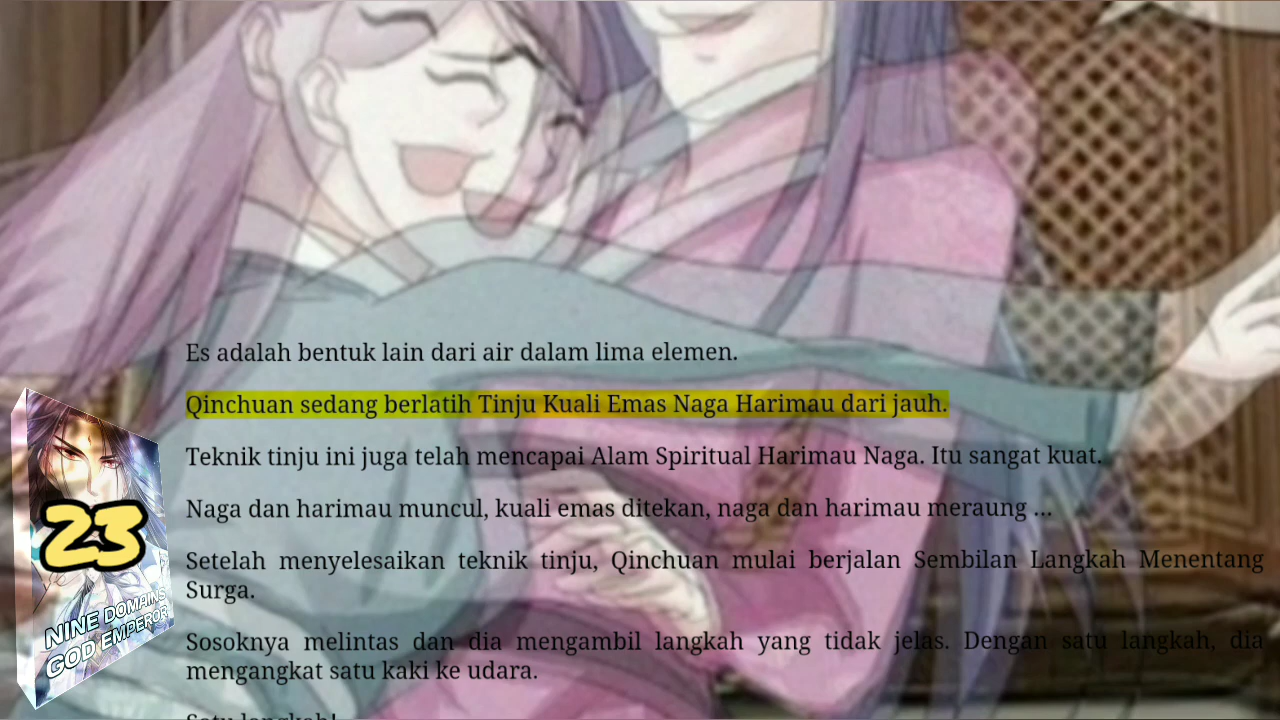 Es adalah bentuk lain dari air dalam lima elemen.
Qinchuan sedang berlatih Tinju Kuali Emas Naga Harimau dari jauh.
Teknik tinju ini juga telah mencapai Alam Spiritual Harimau Naga. Itu sangat kuat.
Naga dan harimau muncul, kuali emas ditekan, naga dan harimau meraung ...
Setelah menyelesaikan teknik tinju, Qinchuan mulai berjalan Sembilan Langkah Menentang
Surga.
Sosoknya melintas dan dia mengambil langkah yang tidak jelas. Dengan satu langkah, dia
mengangkat satu kaki ke udara.
Satu langkah!
23
NINE DOMAINS
GOD EMPEROR